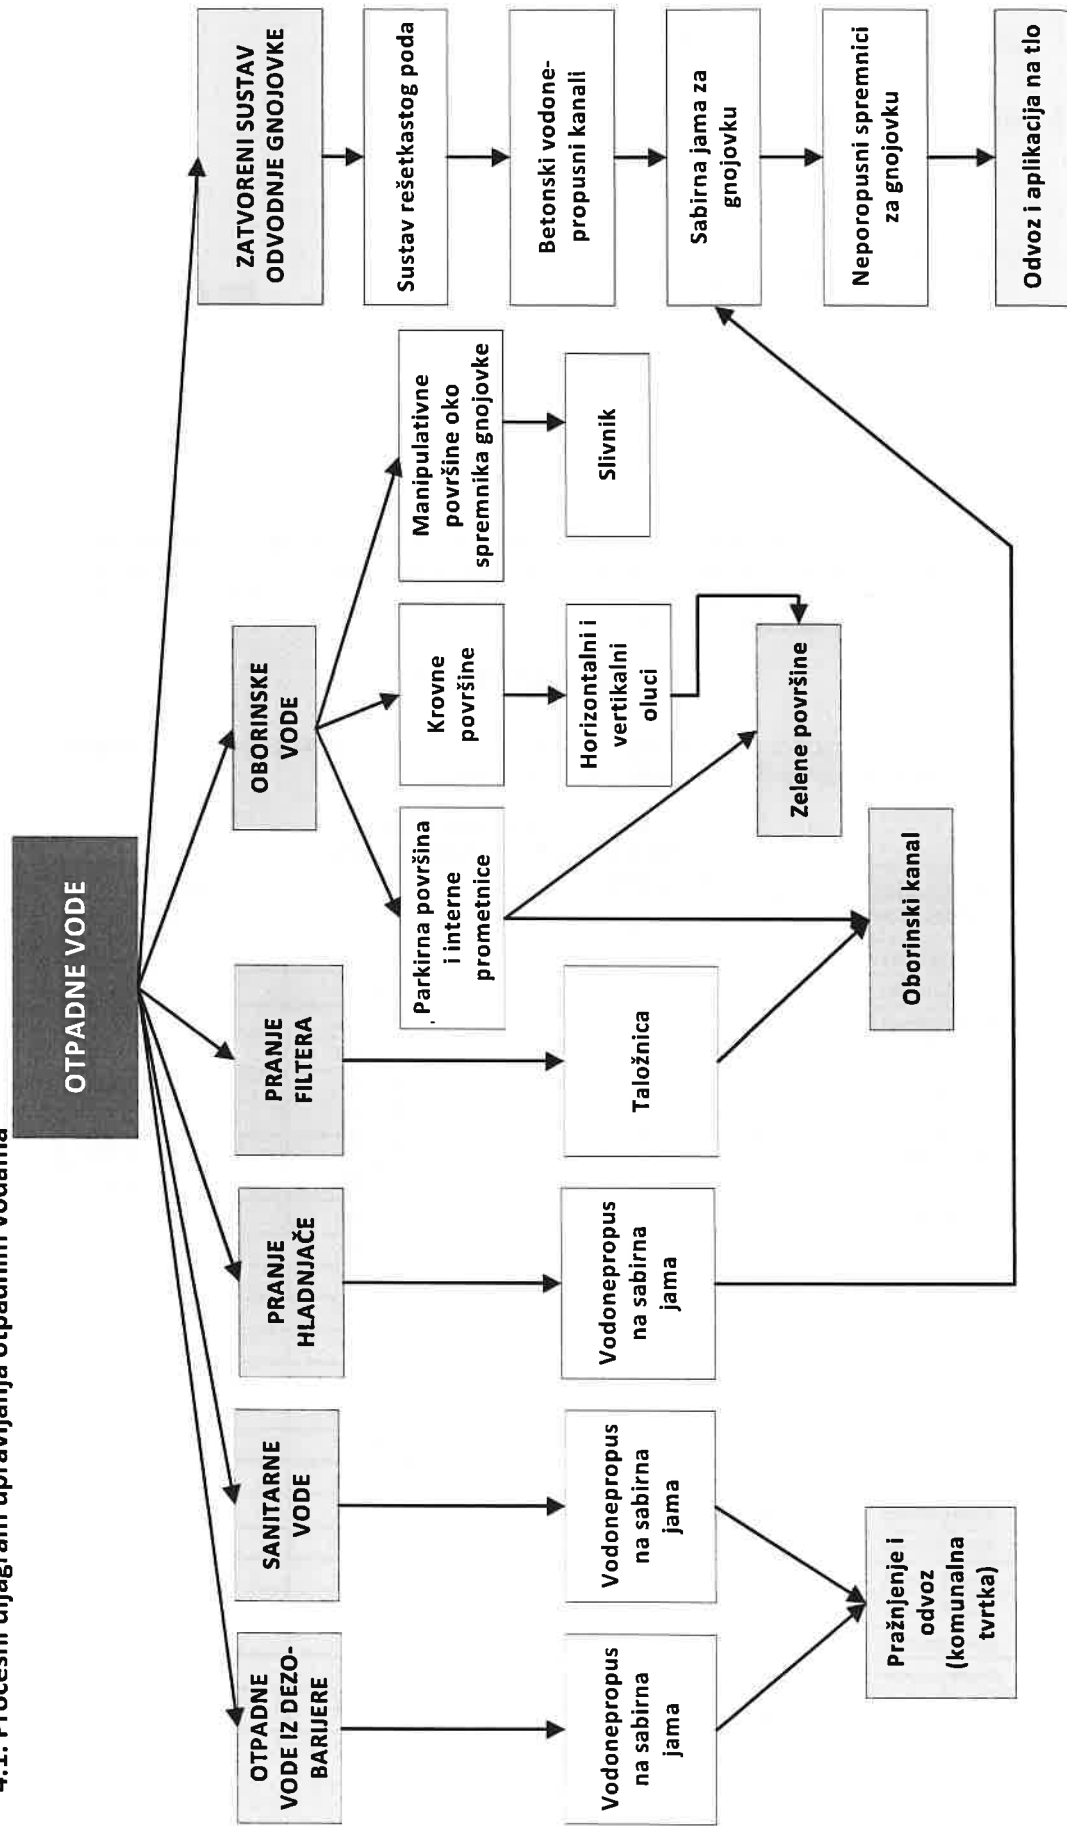 4.1. Procesni dijagram upravljanja otpadnim vodama
OTPADNE VODE
OTPADNE
VODE IZ DEZO-
BARIJERE
SANITARNE
VODE
PRANJE
HLADNJAČE
PRANJE
FILTERA
OBORINSKE
VODE
ZATVORENI SUSTAV
ODVODNJE GNOJOVKE
Parkirna površina
i interne
prometnice
Krovne
površine
Manipulativne
površine oko
spremnika gnojovke
Sustav rešetkastog poda
Vodonepropus
na sabirna
jama
Vodonepropus
na sabirna
jama
Vodonepropus
na sabirna
jama
Taložnica
Horizontalni i
vertikalni
oluci
Slivnik
Betonski vodone-
propusni kanali
Sabirna jama za
gnojovku
Zelene površine
Neporopusni spremnici
za gnojovku
Pražnjenje i
odvoz
(komunalna
tvrtka)
Oborinski kanal
Odvoz i aplikacija na tlo